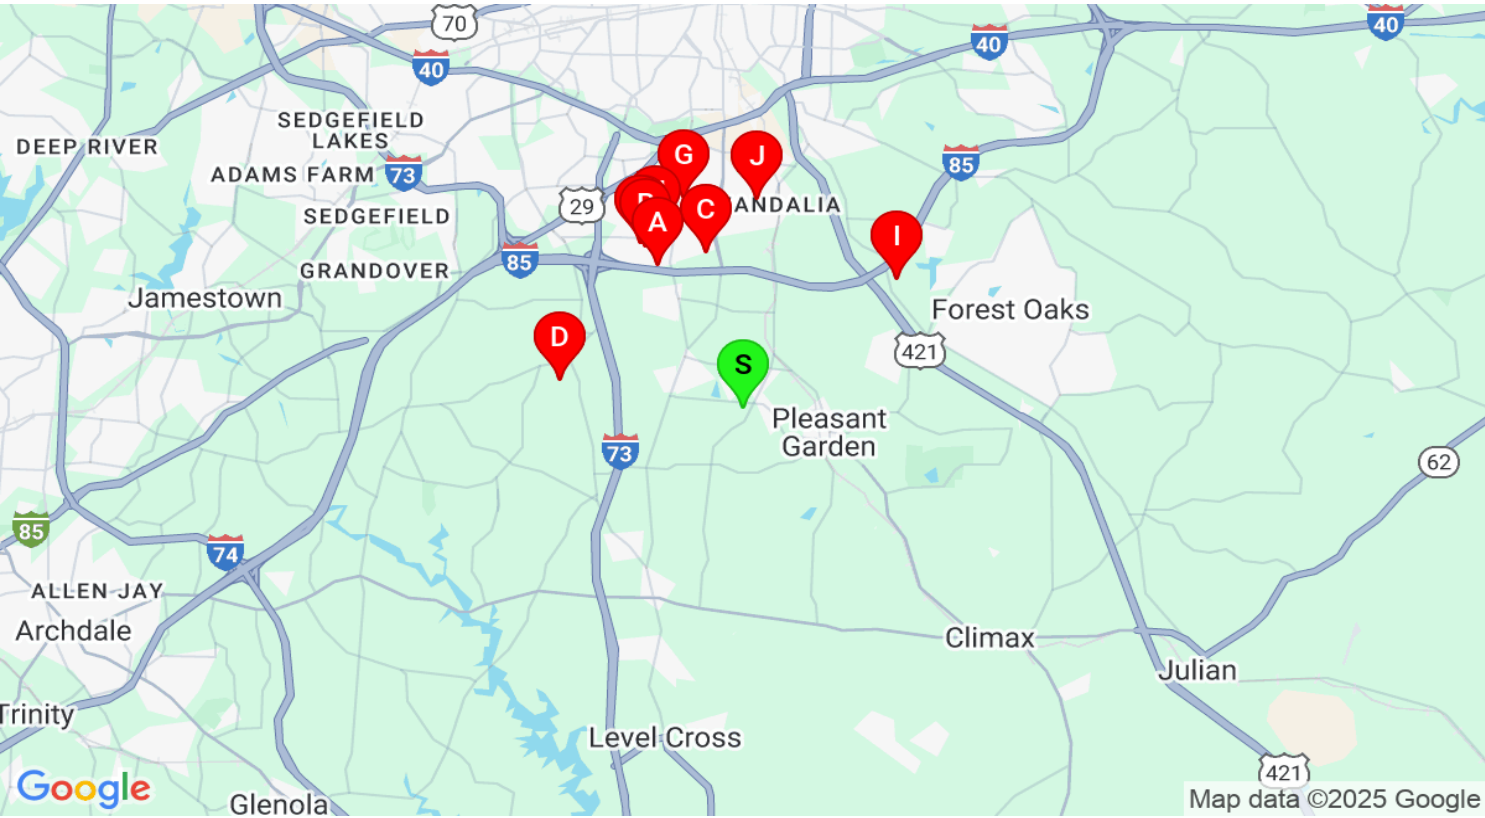 70
40
40
40
SEDGEFIELD
LAKES
DEEP RIVER
G
J
85
ADAMS FARM
73
29
C
ANDALIA
SEDGEFIELD
A
I
85
GRANDOVER
Jamestown
Forest Oaks
D
421
S
Pleasant
Garden
73
62
85
74
ALLEN JAY
Archdale
Climax
Julian
Trinity
Level Cross
421
Google
Glenola
Map data ©2025 Google